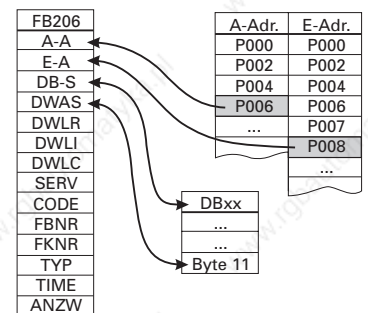 FB206
A-A
E-A
DB-S
DWAS
DWLR
DWLI
DWLC
SERV
CODE
FBNR
FKNR
TYP
TIME
ANZW
A-Adr. E-Adr.
P000 P000
P002 P002
P004 P004
P006 P006
... P007
P008
...
DBxx
...
...
Byte 11